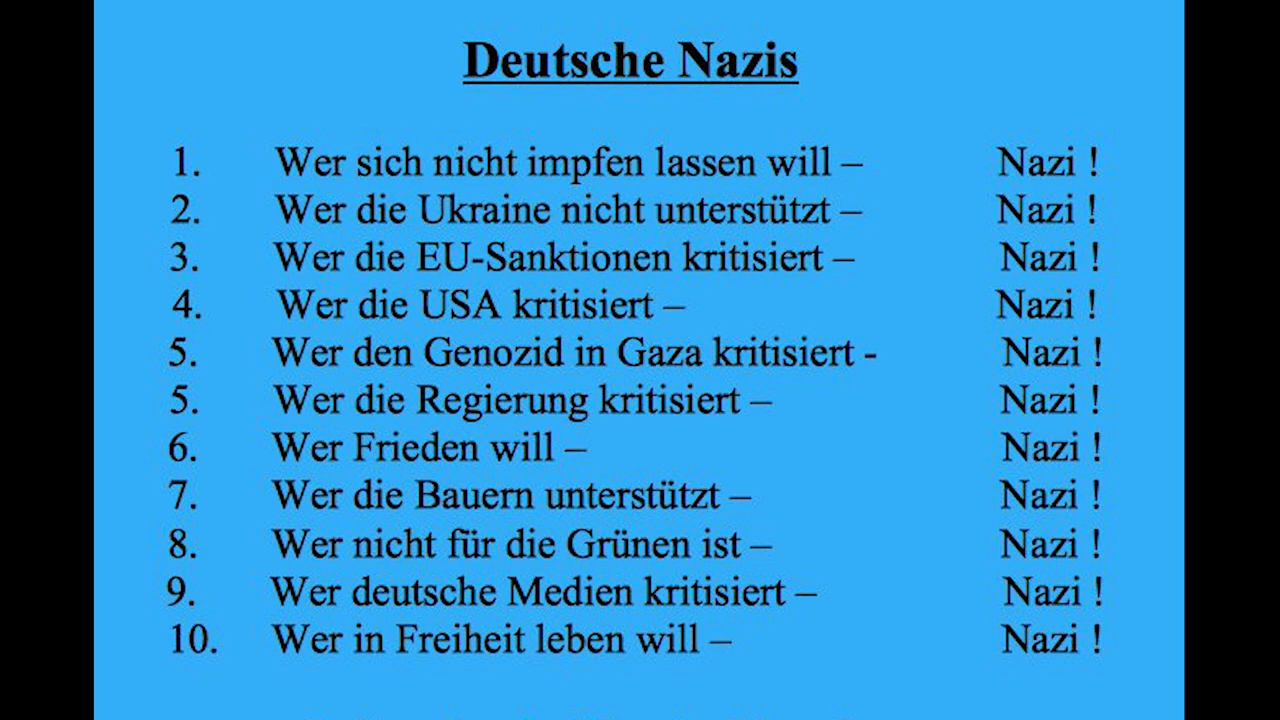 Deutsche Nazis
1. Wer sich nicht impfen lassen will – Nazi !
2. Wer die Ukraine nicht unterstützt – Nazi !
3. Wer die EU-Sanktionen kritisiert – Nazi !
4. Wer die USA kritisiert – Nazi !
5. Wer den Genozid in Gaza kritisiert - Nazi !
5. Wer die Regierung kritisiert – Nazi !
6. Wer Frieden will – Nazi !
7. Wer die Bauern unterstützt – Nazi !
8. Wer nicht für die Grünen ist – Nazi !
9. Wer deutsche Medien kritisiert – Nazi !
10. Wer in Freiheit leben will – Nazi !